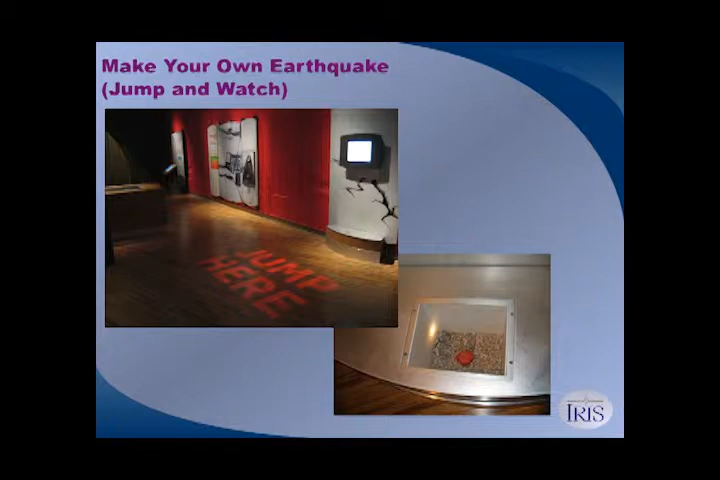 Make Your Own Earthquake
(Jump and Watch)
JUMP
HERE
IRIS